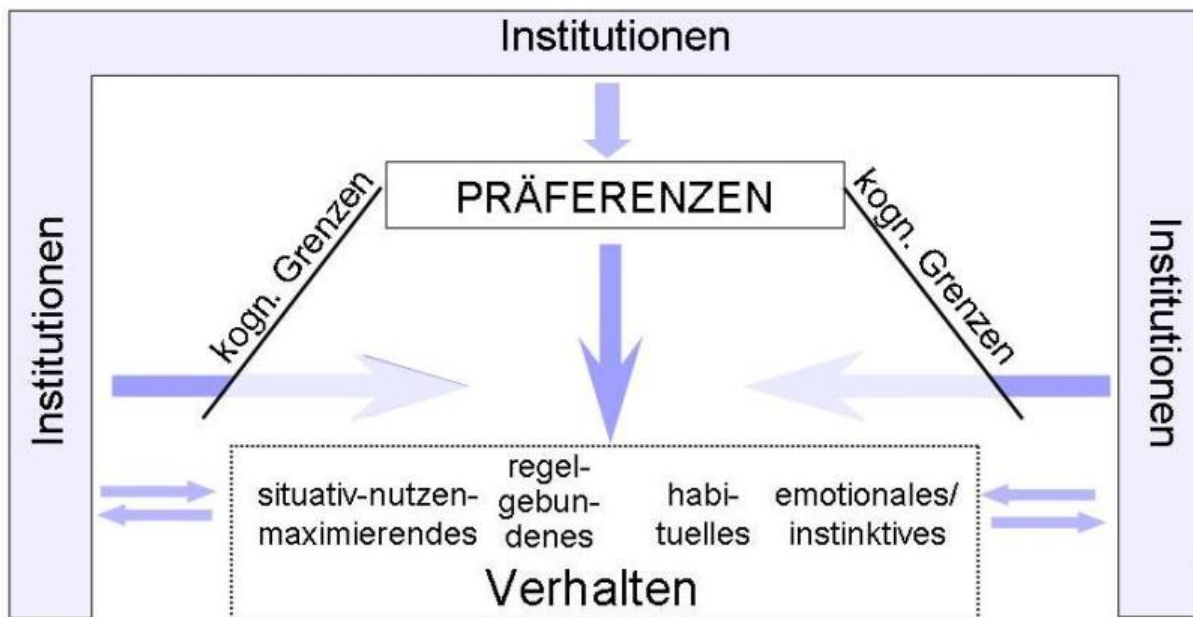 Institutionen
PRÄFERENZEN
kogn. Grenzen
kogn. Grenzen
Institutionen
Institutionen
situativ-nutzen-
maximierendes
regel-
gebun-
denes
habi-
tuelles
emotionales/
instinktives
Verhalten